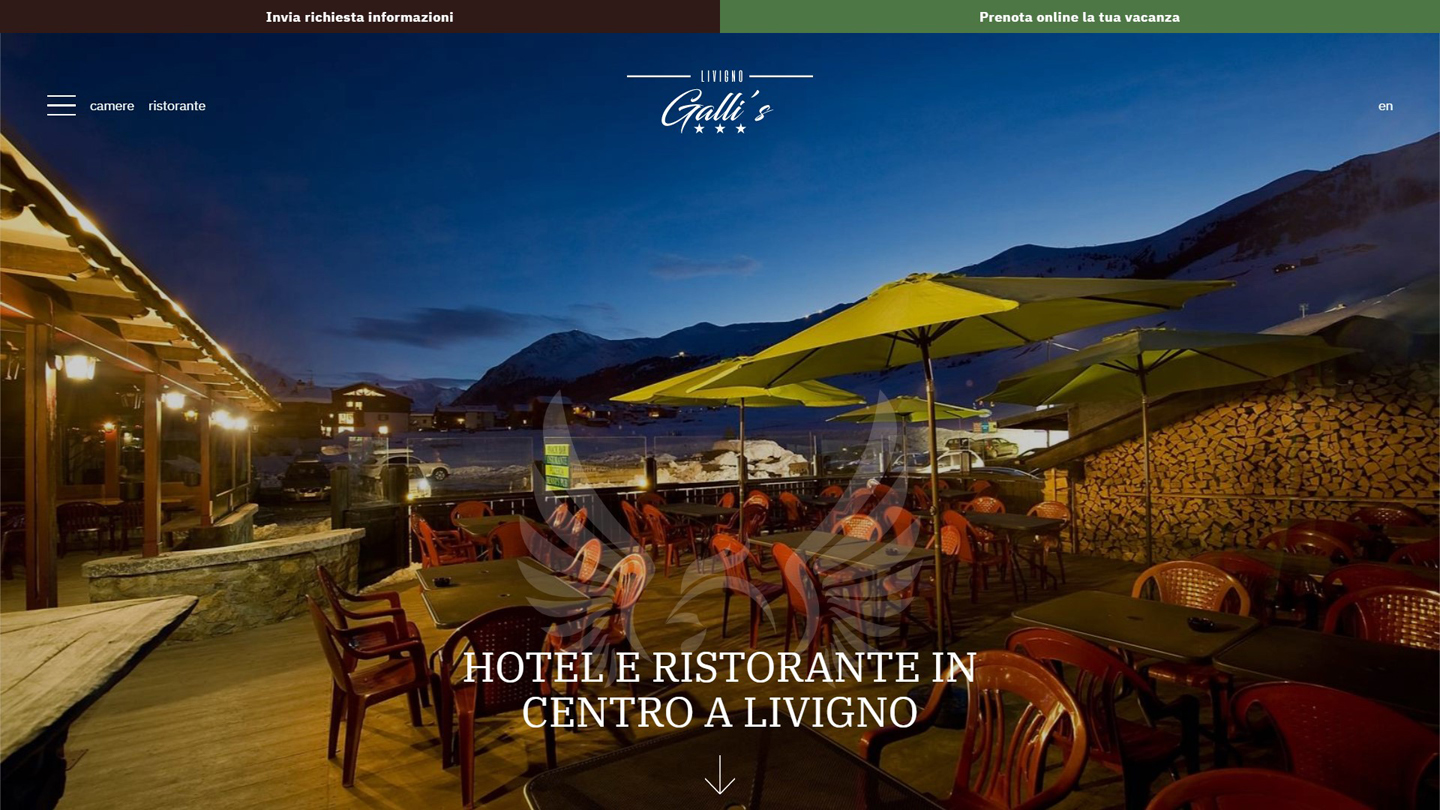 Invia richiesta informazioni
Prenota online la tua vacanza
camere
ristorante
LIVIGNO
Galli's
en
HOTEL E RISTORANTE IN
CENTRO A LIVIGNO